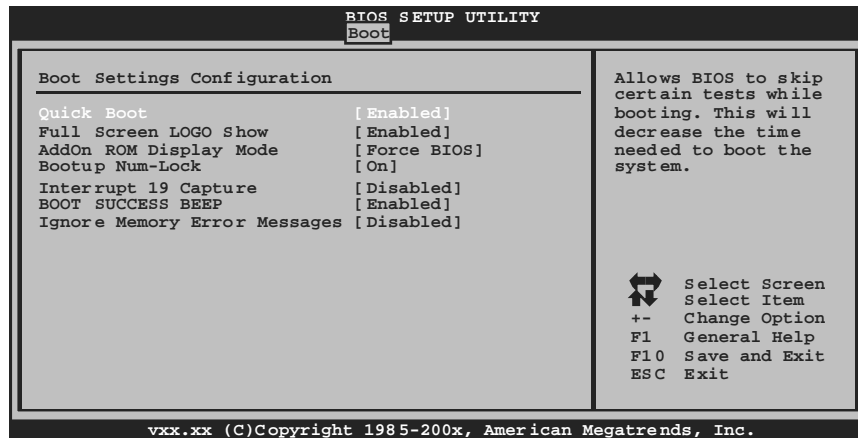 BIOS SETUP UTILITY
Boot
Boot Settings Configuration
Quick Boot [Enabled]
Full Screen LOGO Show [Enabled]
AddOn ROM Display Mode [Force BIOS]
Bootup Num-Lock [On]
Interrupt 19 Capture [Disabled]
BOOT SUCCESS BEEP [Enabled]
Ignore Memory Error Messages [Disabled]
Allows BIOS to skip
certain tests while
booting. This will
decrease the time
needed to boot the
system.
Select Screen
Select Item
+- Change Option
F1 General Help
F10 Save and Exit
ESC Exit
vxx.xx (C)Copyright 1985-200x, American Megatrends, Inc.